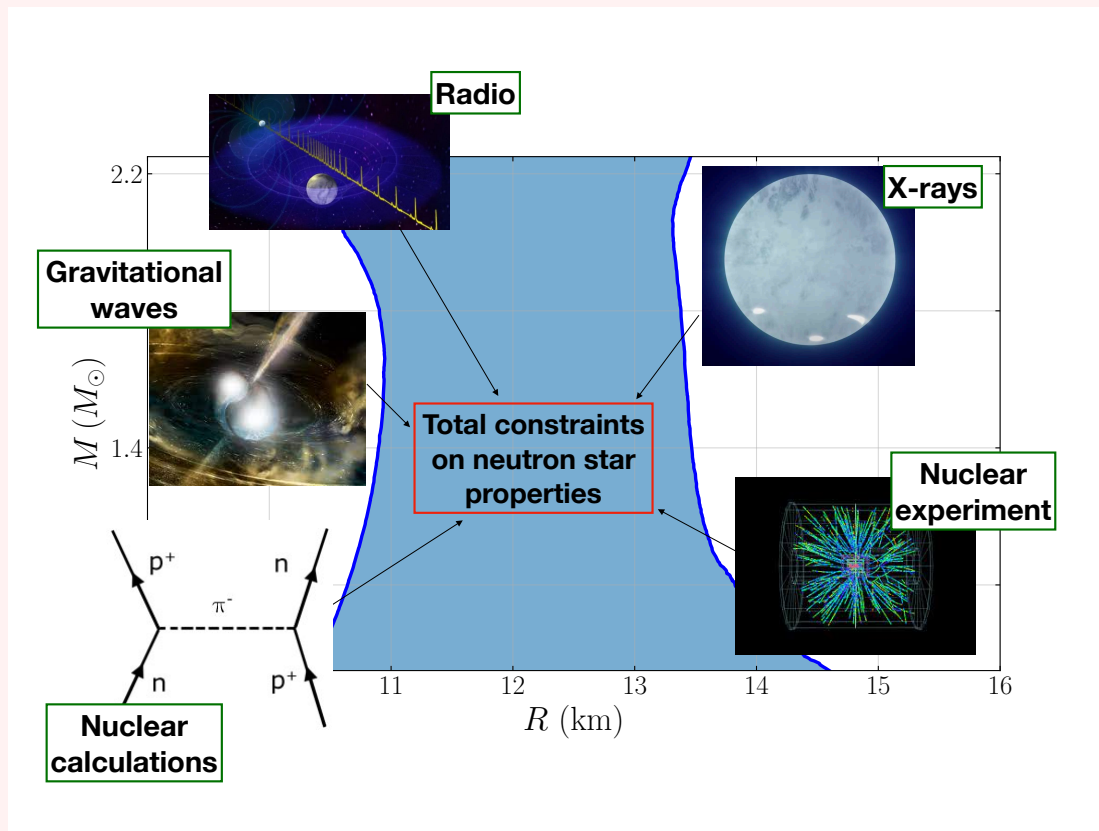 Radio
2.2
X-rays
Gravitational
waves
M (M⊙)
Total constraints
on neutron star
properties
1.4
Nuclear
experiment
p⁺
n
π⁻
n
p⁺
11
12
13
14
15
16
R (km)
Nuclear
calculations